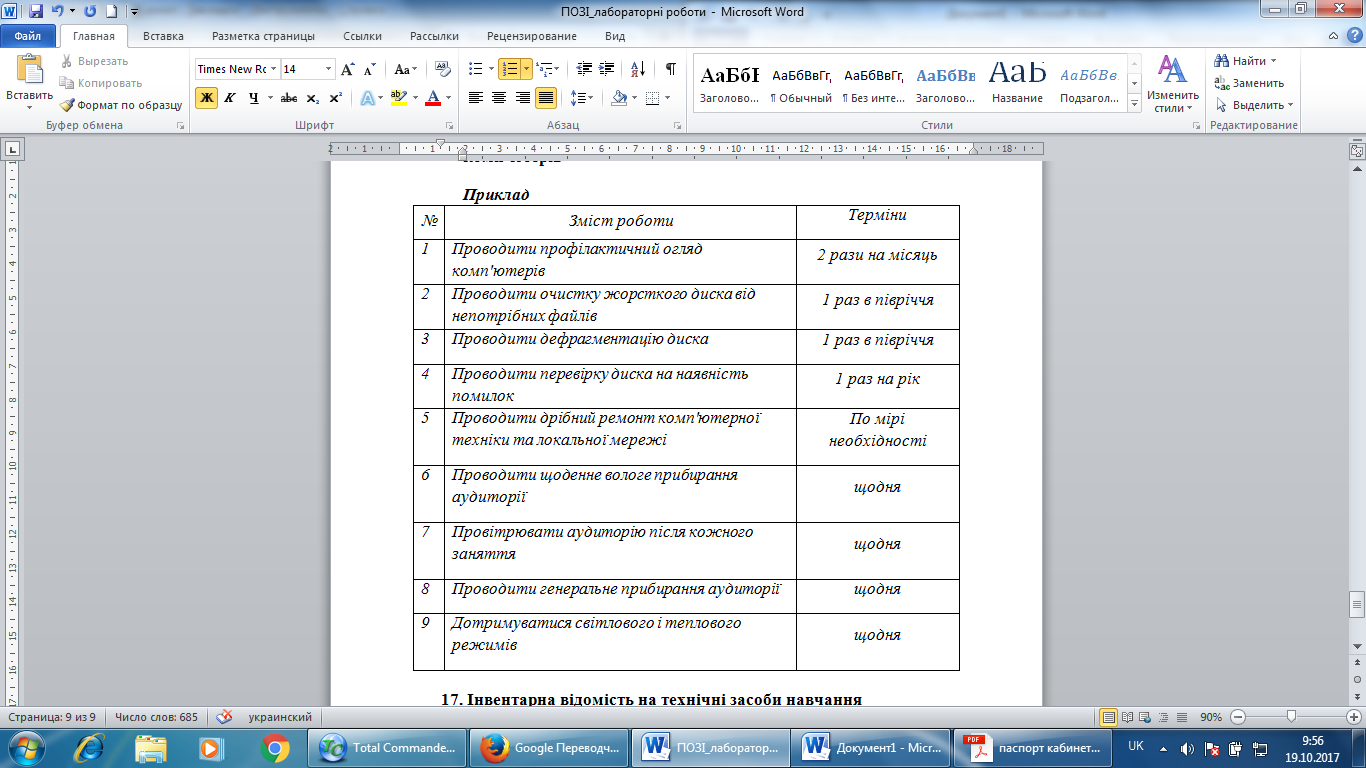 ПОЗІ_лабораторні роботи - Microsoft Word
Файл
Главная
Вставка
Разметка страницы
Ссылки
Рассылки
Рецензирование
Вид
Вставить
Вырезать
Копировать
Формат по образцу
Буфер обмена
Times New Rc
14
Шрифт
Абзац
АаБбІ
АаБбВвГг,
АаБбВвГг,
АаБбВв
АаБ
АаБбВв.
Заголово...
¶ Обычный
¶ Без инте...
Заголово...
Название
Подзагол...
Изменить
стили
Стили
Найти
Заменить
Выделить
Редактирование
Приклад
№ Зміст роботи Терміни
1 Проводити профілактичний огляд
комп'ютерів
2 рази на місяць
2 Проводити очистку жорсткого диска від
непотрібних файлів
1 раз в півріччя
3 Проводити дефрагментацію диска 1 раз в півріччя
4 Проводити перевірку диска на наявність
помилок
1 раз на рік
5 Проводити дрібний ремонт комп'ютерної
техніки та локальної мережі
По мірі
необхідності
6 Проводити щоденне вологе прибирання
аудиторії
щодня
7 Провітрювати аудиторію після кожного
заняття
щодня
8 Проводити генеральне прибирання аудиторії щодня
9 Дотримуватися світлового і теплового
режимів
щодня
17. Інвентарна відомість на технічні засоби навчання
Страница: 9 из 9
Число слов: 685
украинский
90%
Total Commande...
Google Переводч...
ПОЗІ_лаборатор...
Документ1 - Micr...
паспорт кабинет...
UK
9:56
19.10.2017